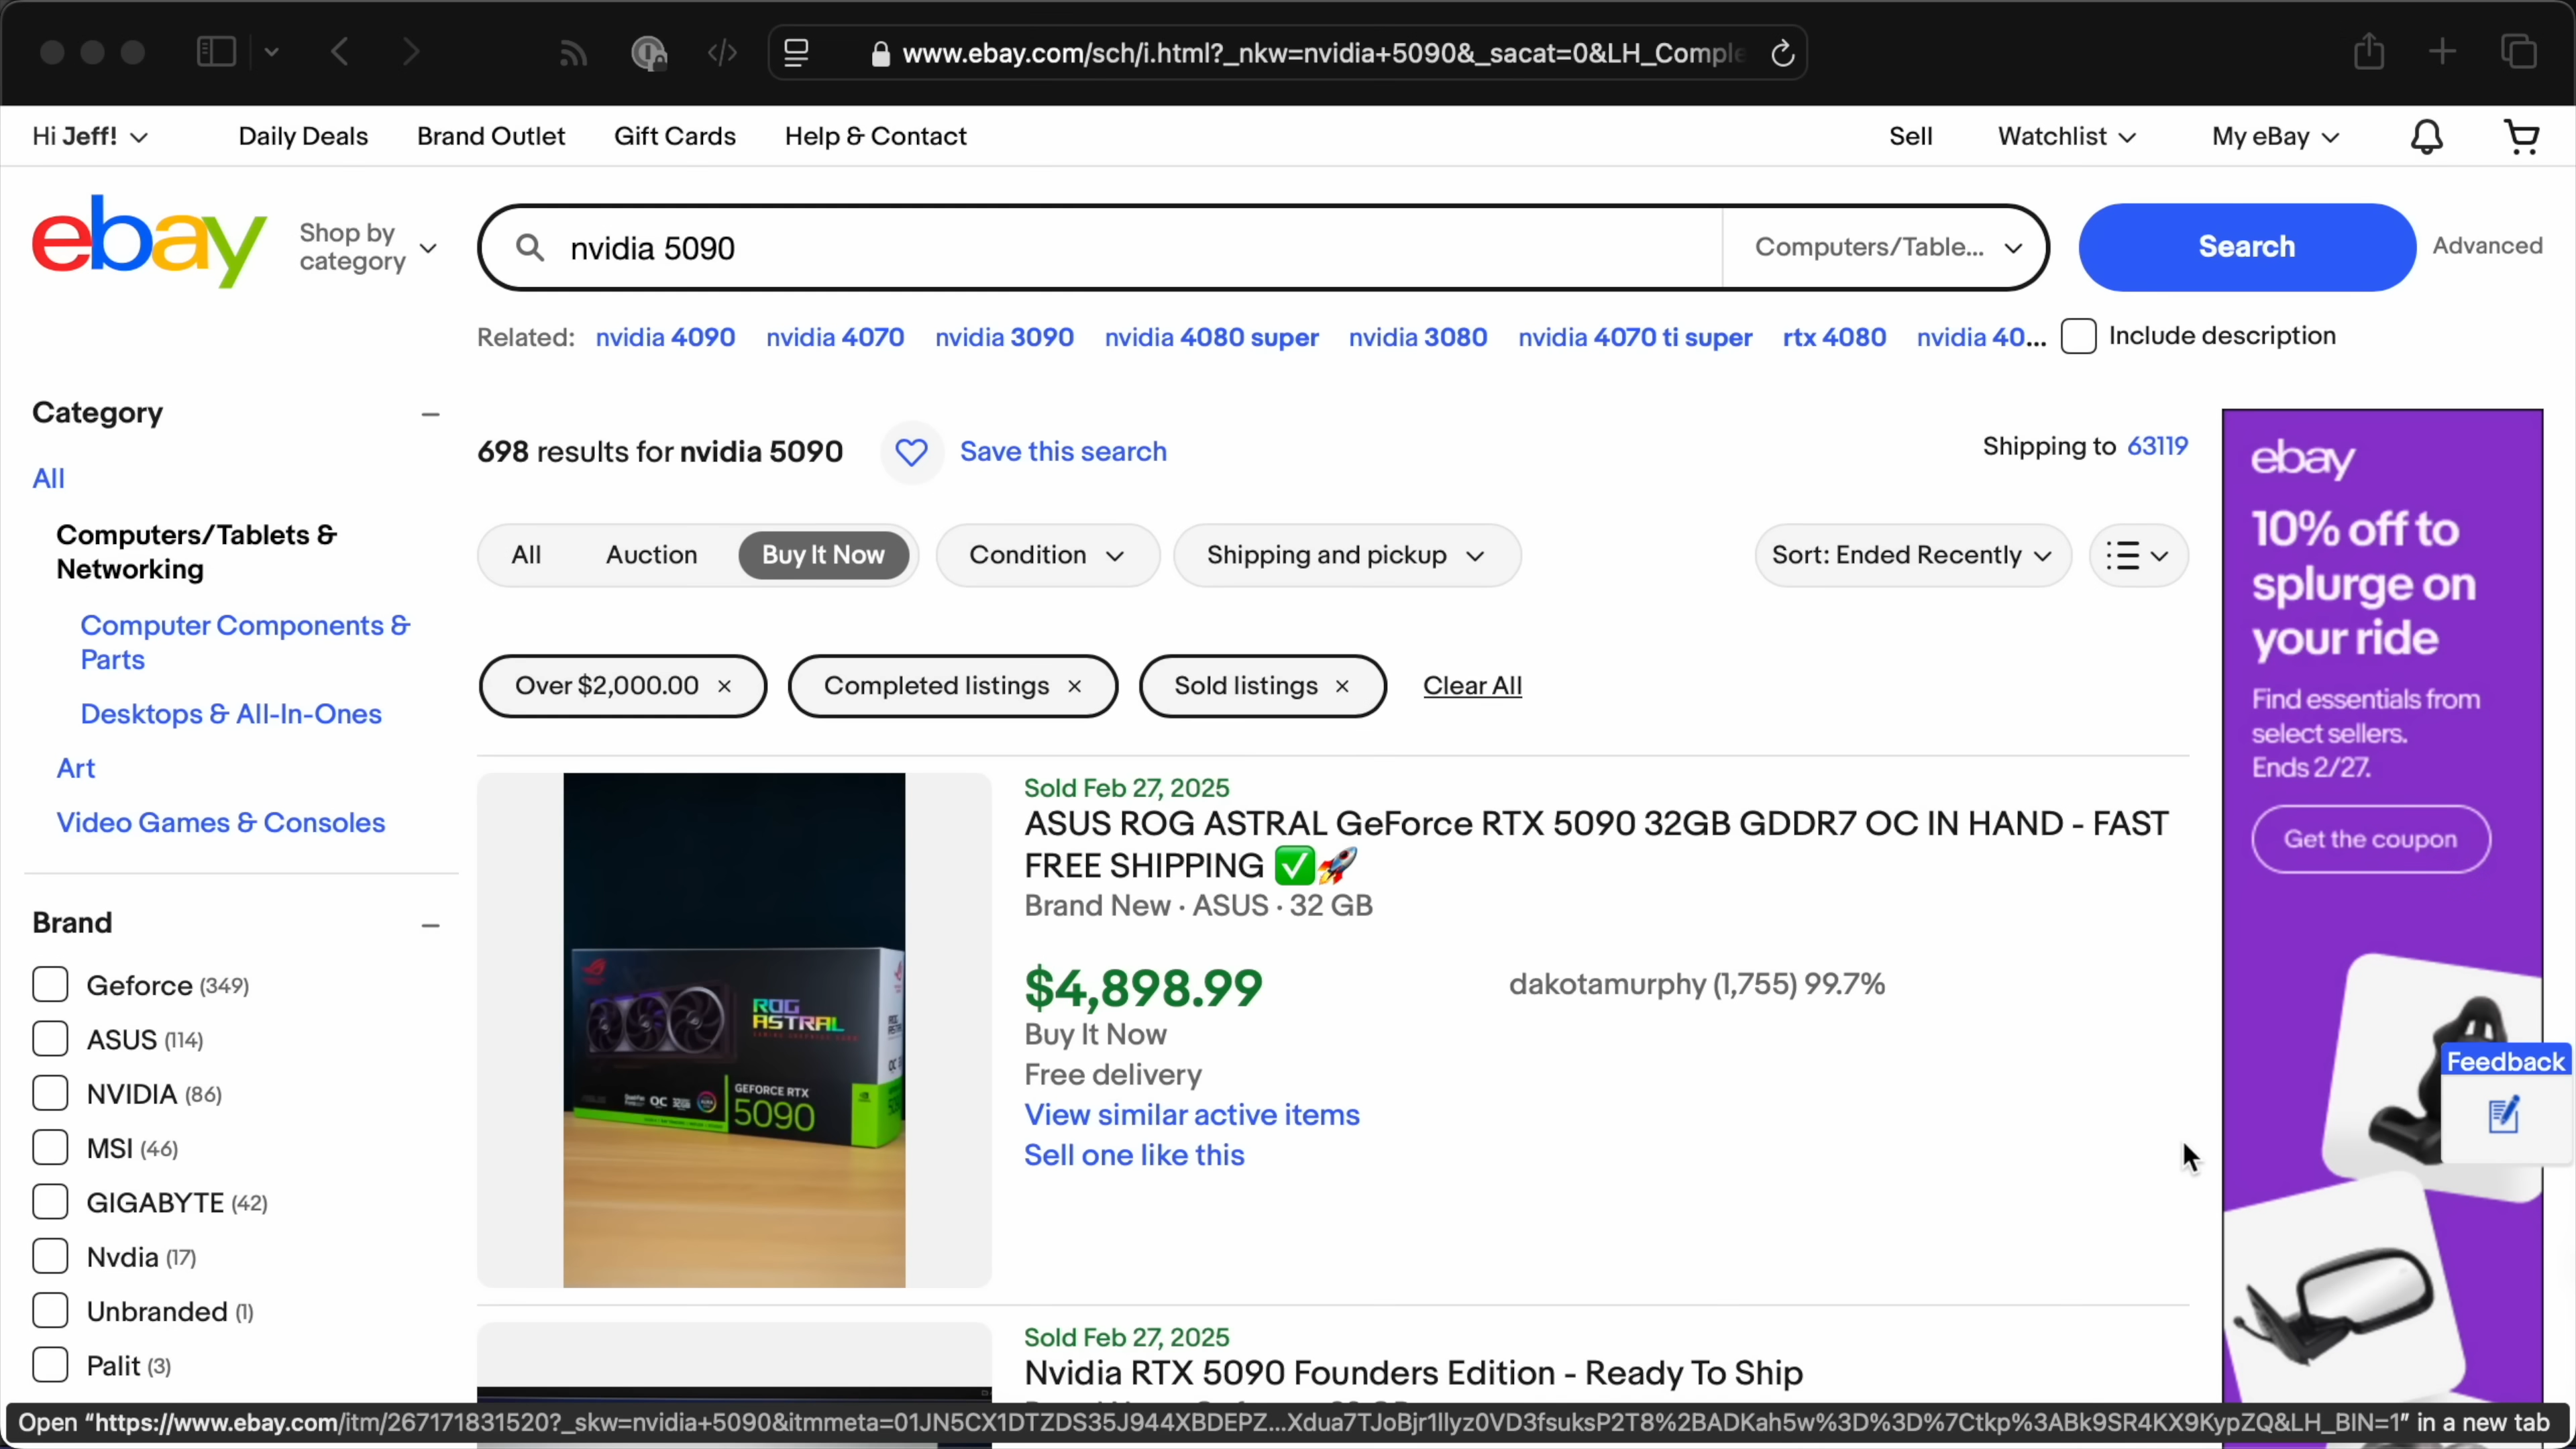 www.ebay.com/sch/i.html?_nkw=nvidia+5090&_sacat=0&LH_Comple
Hi Jeff!
Daily Deals
Brand Outlet
Gift Cards
Help & Contact
Sell
Watchlist
My eBay
ebay
Shop by
category
nvidia 5090
Computers/Table...
Search
Advanced
Related: nvidia 4090 nvidia 4070 nvidia 3090 nvidia 4080 super nvidia 3080 nvidia 4070 ti super rtx 4080 nvidia 40...
Include description
Category
All
Computers/Tablets &
Networking
Computer Components &
Parts
Desktops & All-In-Ones
Art
Video Games & Consoles
Brand
Geforce (349)
ASUS (114)
NVIDIA (86)
MSI (46)
GIGABYTE (42)
Nvdia (17)
Unbranded (1)
Palit (3)
698 results for nvidia 5090
Save this search
Shipping to 63119
All
Auction
Buy It Now
Condition
Shipping and pickup
Sort: Ended Recently
Over $2,000.00 ×
Completed listings ×
Sold listings ×
Clear All
ROG
ASTRAL
OC
GEFORCE RTX
5090
Sold Feb 27, 2025
ASUS ROG ASTRAL GeForce RTX 5090 32GB GDDR7 OC IN HAND - FAST
FREE SHIPPING ✅🚀
Brand New · ASUS · 32 GB
$4,898.99
Buy It Now
Free delivery
View similar active items
Sell one like this
dakotamurphy (1,755) 99.7%
Sold Feb 27, 2025
Nvidia RTX 5090 Founders Edition - Ready To Ship
ebay
10% off to
splurge on
your ride
Find essentials from
select sellers.
Ends 2/27.
Get the coupon
Feedback
Open “https://www.ebay.com/itm/267171831520?_skw=nvidia+5090&itmmeta=01JN5CX1DTZDS35J944XBDEPZ...Xdua7TJoBjr1llyz0VD3fsuksP2T8%2BADKah5w%3D%3D%7Ctkp%3ABk9SR4KX9KypZQ&LH_BIN=1” in a new tab